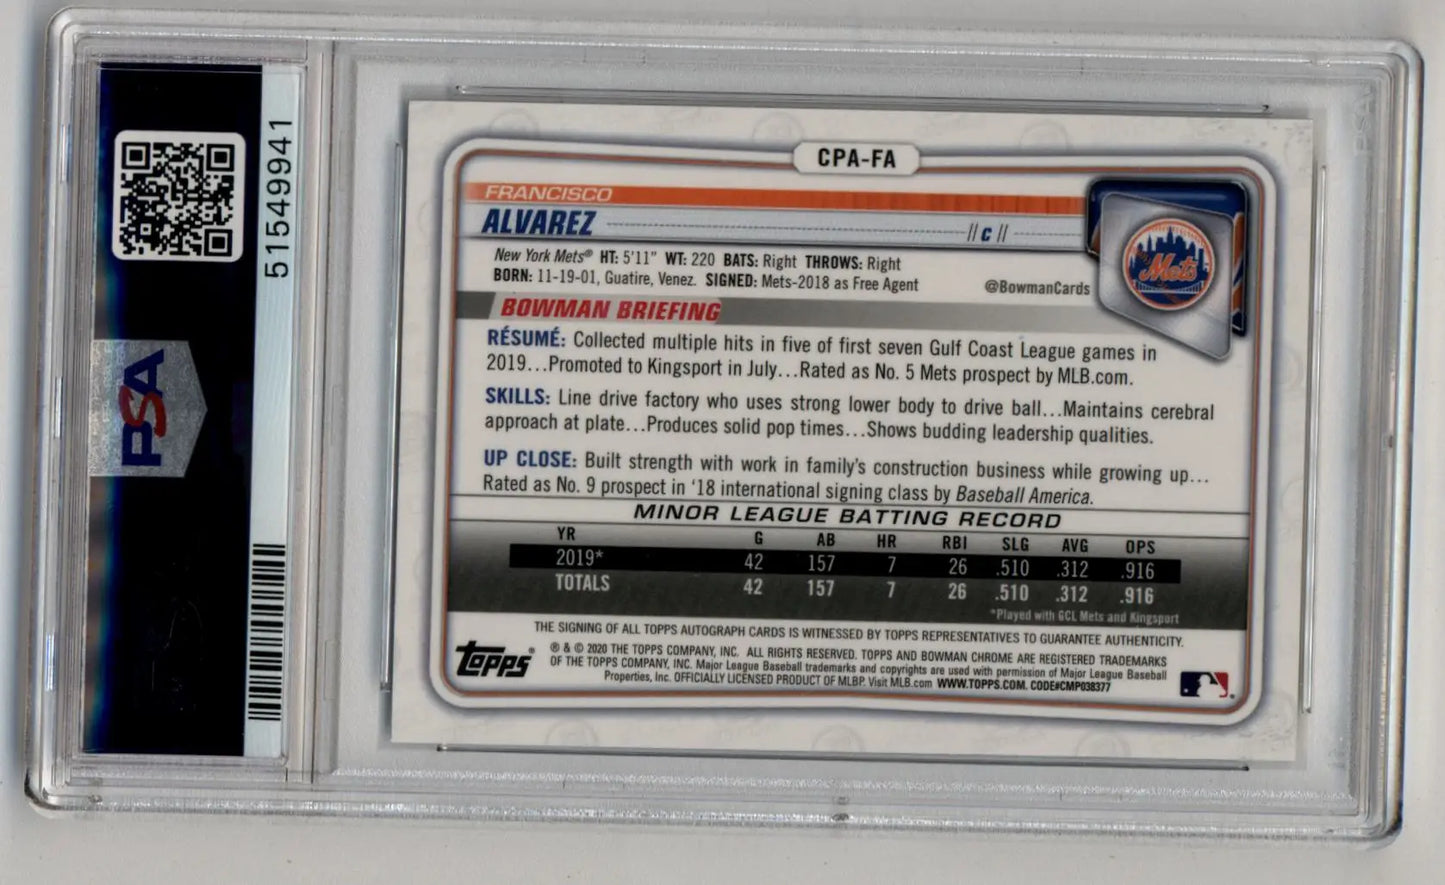 51549941
PSA
CPA-FA
FRANCISCO
ALVAREZ
// C //
Mets
New York Mets® HT: 5'11" WT: 220 BATS: Right THROWS: Right
BORN: 11-19-01, Guatire, Venez. SIGNED: Mets-2018 as Free Agent
@BowmanCards
BOWMAN BRIEFING
RÉSUMÉ: Collected multiple hits in five of first seven Gulf Coast League games in
2019...Promoted to Kingsport in July...Rated as No. 5 Mets prospect by MLB.com.
SKILLS: Line drive factory who uses strong lower body to drive ball...Maintains cerebral
approach at plate...Produces solid pop times...Shows budding leadership qualities.
UP CLOSE: Built strength with work in family's construction business while growing up...
Rated as No. 9 prospect in '18 international signing class by Baseball America.
MINOR LEAGUE BATTING RECORD
YR G AB HR RBI SLG AVG OPS
2019* 42 157 7 26 .510 .312 .916
TOTALS 42 157 7 26 .510 .312 .916
*Played with GCL Mets and Kingsport
THE SIGNING OF ALL TOPPS AUTOGRAPH CARDS IS WITNESSED BY TOPPS REPRESENTATIVES TO GUARANTEE AUTHENTICITY.
Topps®
® & © 2020 THE TOPPS COMPANY, INC. ALL RIGHTS RESERVED. TOPPS AND BOWMAN CHROME ARE REGISTERED TRADEMARKS
OF THE TOPPS COMPANY, INC. Major League Baseball trademarks and copyrights are used with permission of Major League Baseball
Properties, Inc. OFFICIALLY LICENSED PRODUCT OF MLBP. Visit MLB.com WWW.TOPPS.COM. CODE#CMP038377